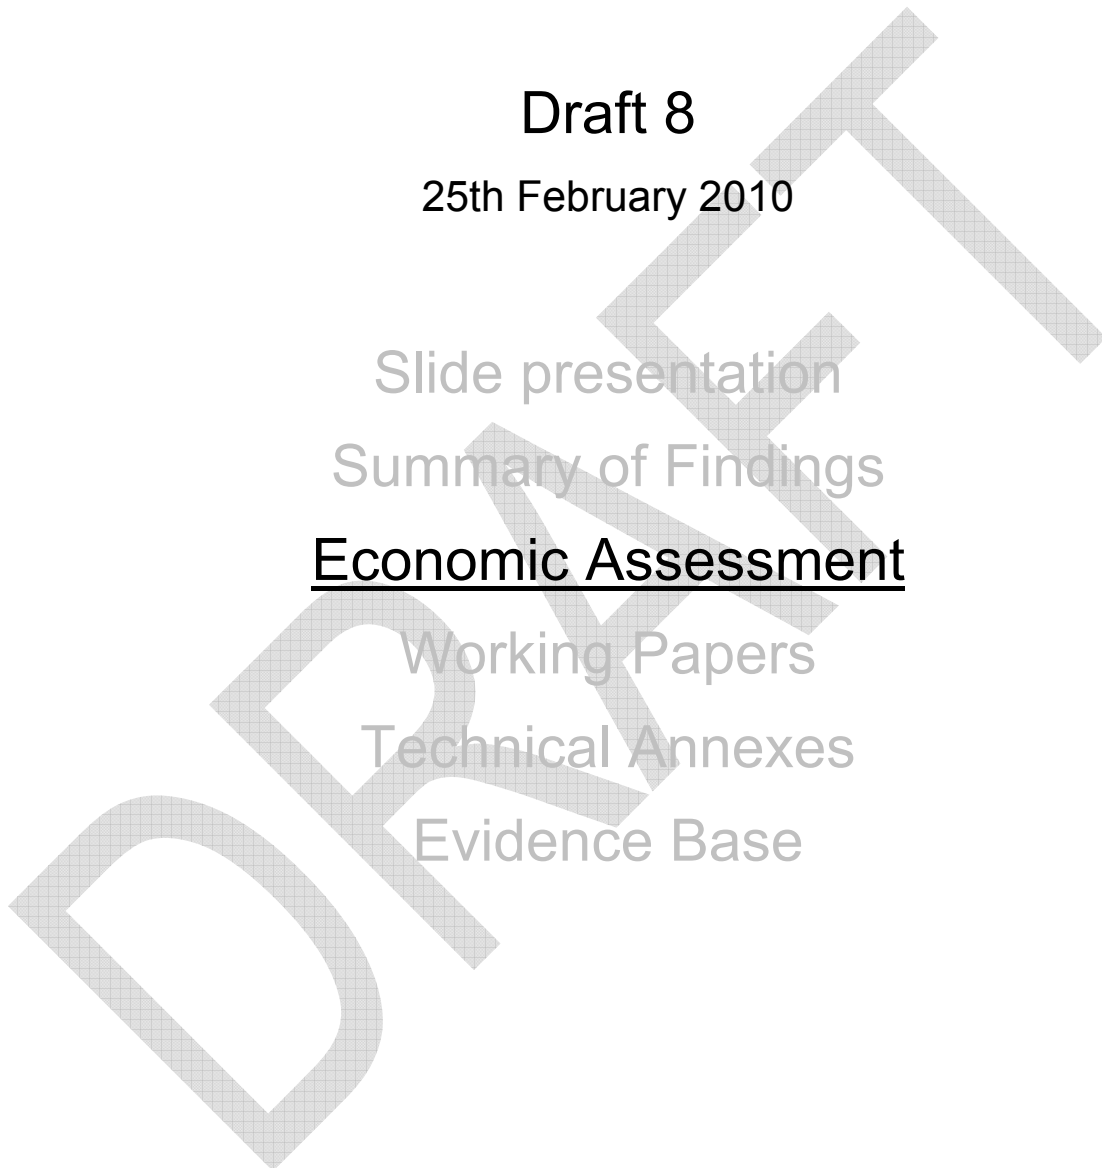 Draft 8
25th February 2010
Slide presentation
Summary of Findings
Economic Assessment
Working Papers
Technical Annexes
Evidence Base
DRAFT